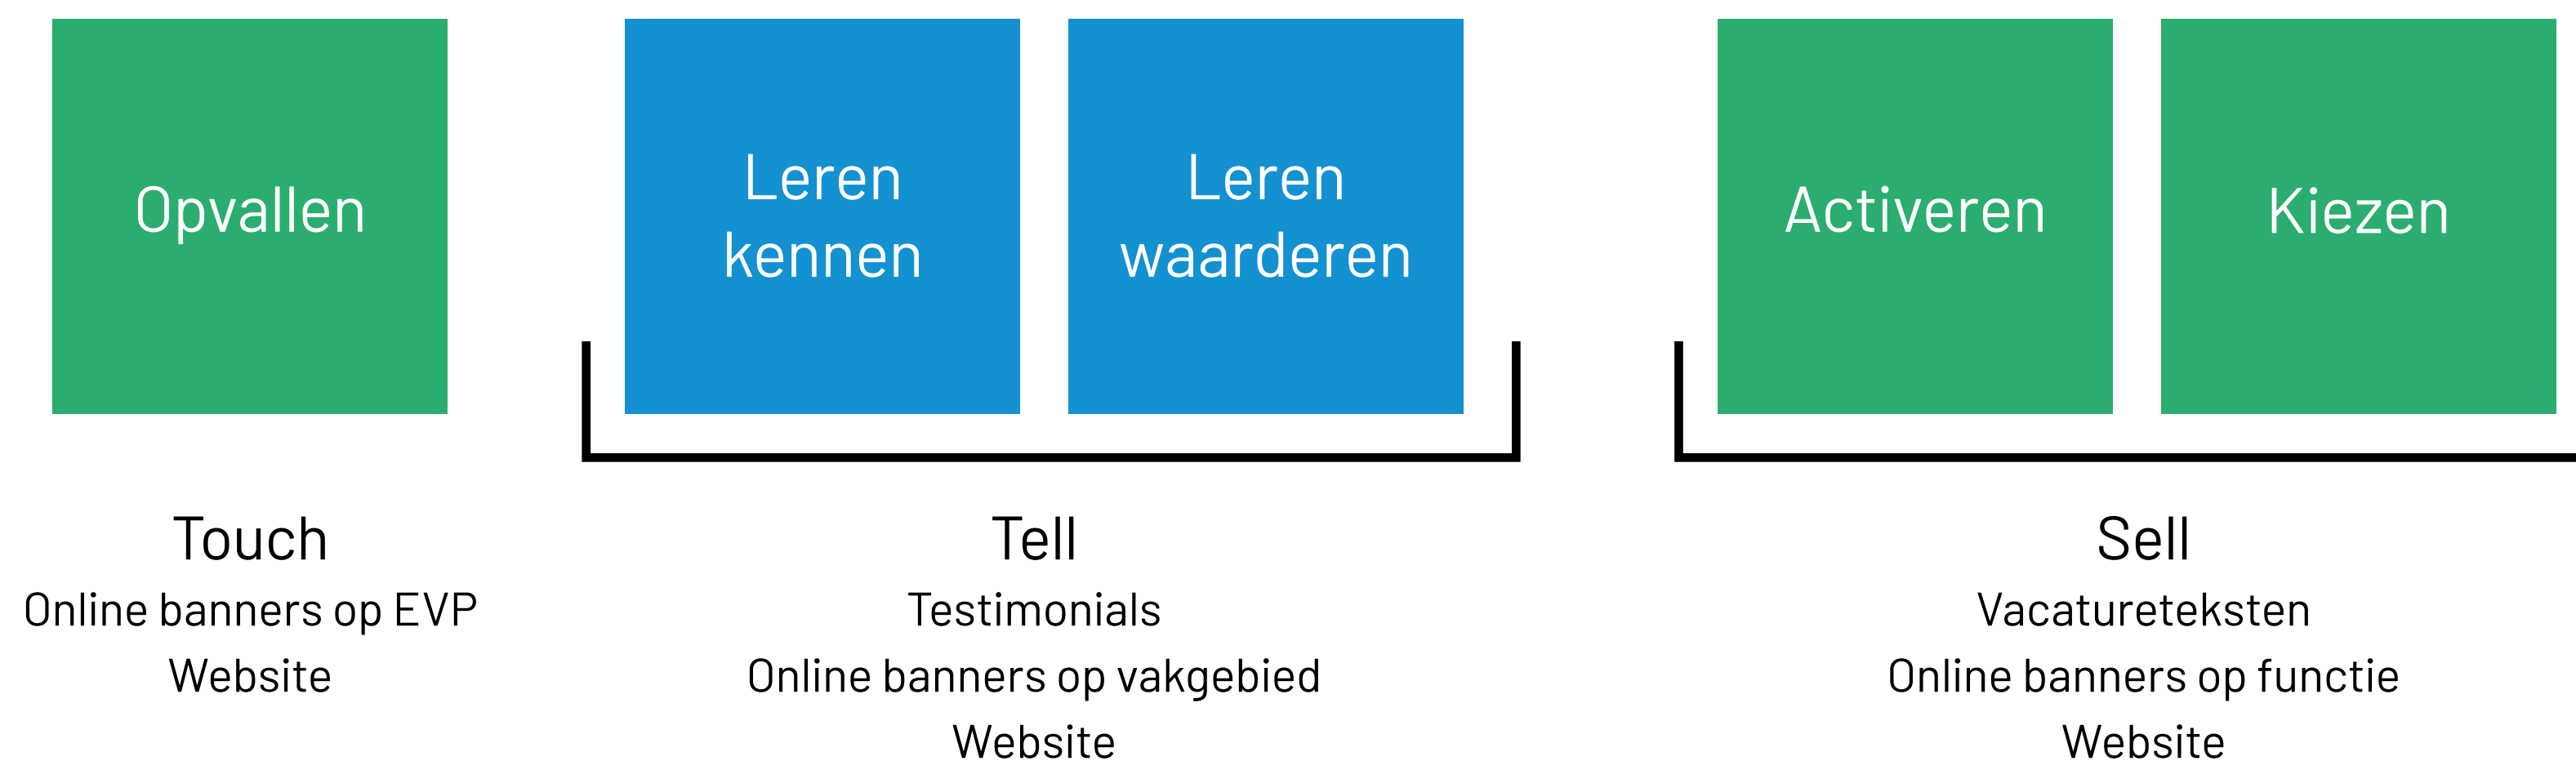 Opvallen
Leren
kennen
Leren
waarderen
Activeren
Kiezen
Touch
Online banners op EVP
Website
Tell
Testimonials
Online banners op vakgebied
Website
Sell
Vacatureteksten
Online banners op functie
Website